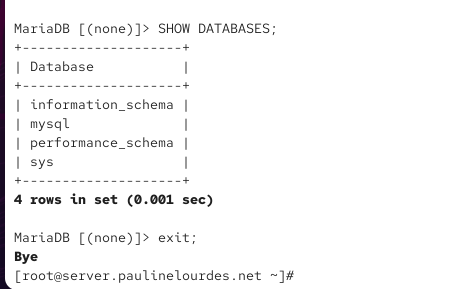 MariaDB [(none)]> SHOW DATABASES;
+--------------------+
| Database           |
+--------------------+
| information_schema |
| mysql              |
| performance_schema |
| sys                |
+--------------------+
4 rows in set (0.001 sec)
MariaDB [(none)]> exit;
Bye
[root@server.paulinelourdes.net ~]#